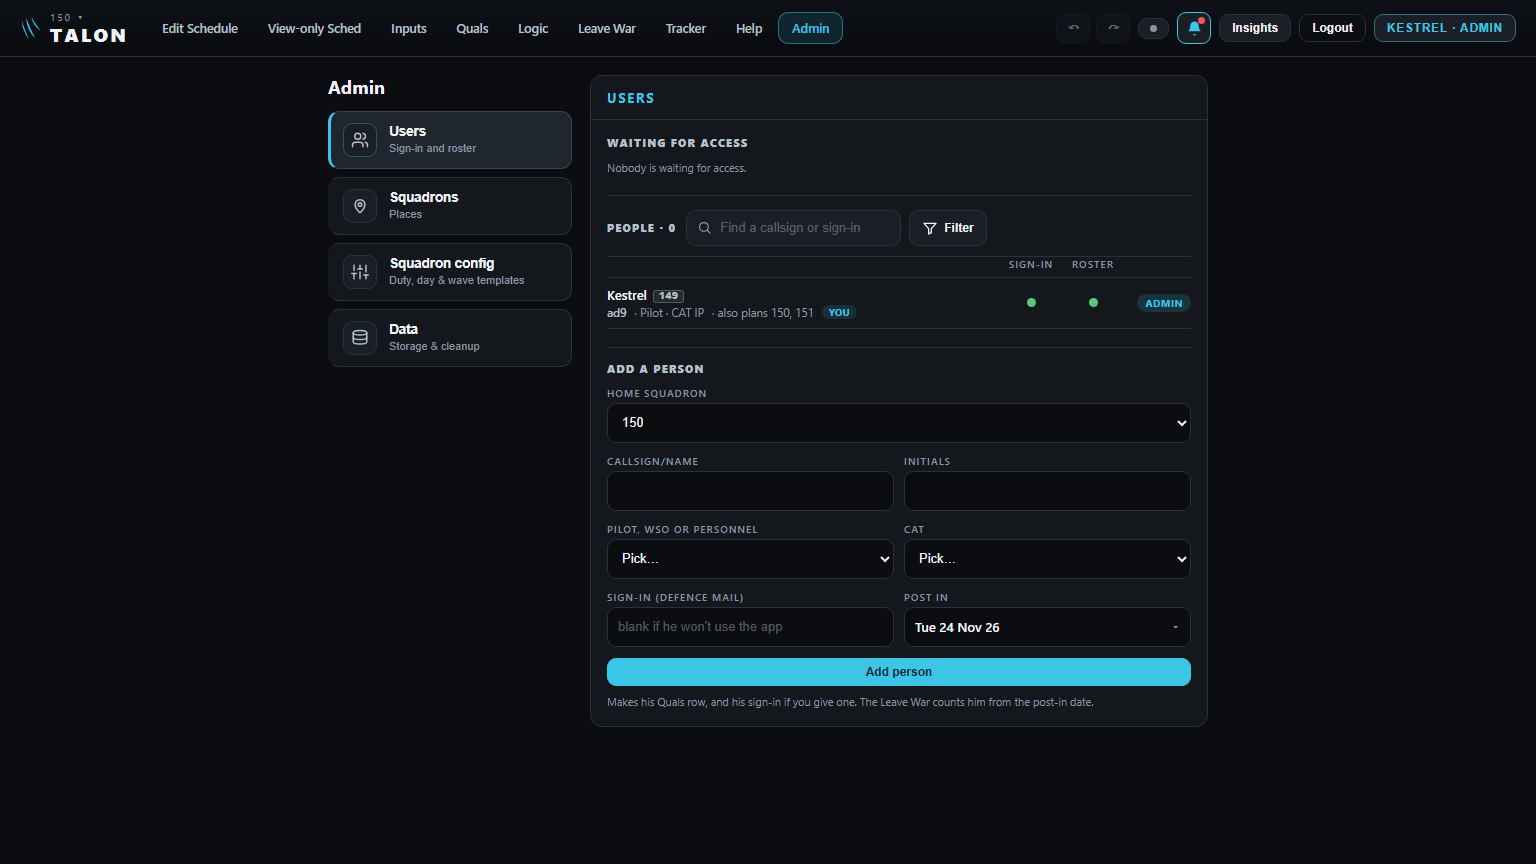 150
TALON
Edit Schedule
View-only Sched
Inputs
Quals
Logic
Leave War
Tracker
Help
Admin
Insights
Logout
KESTREL · ADMIN
Admin
Users
Sign-in and roster
Squadrons
Places
Squadron config
Duty, day & wave templates
Data
Storage & cleanup
USERS
WAITING FOR ACCESS
Nobody is waiting for access.
PEOPLE · 0
Find a callsign or sign-in
Filter
SIGN-IN ROSTER
Kestrel 149
ad9 · Pilot · CAT IP · also plans 150, 151 YOU
ADMIN
ADD A PERSON
HOME SQUADRON
150
CALLSIGN/NAME
INITIALS
PILOT, WSO OR PERSONNEL
CAT
Pick...
Pick...
SIGN-IN (DEFENCE MAIL)
POST IN
blank if he won't use the app
Tue 24 Nov 26
Add person
Makes his Quals row, and his sign-in if you give one. The Leave War counts him from the post-in date.